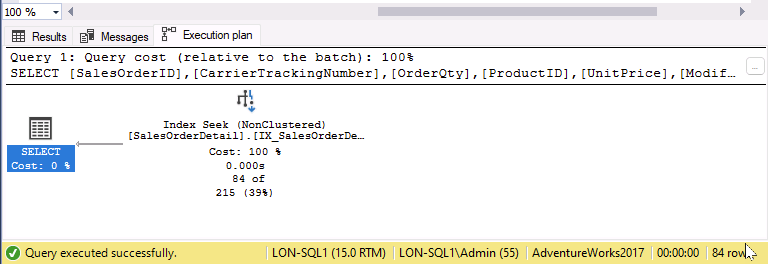 100 %
Results Messages Execution plan
Query 1: Query cost (relative to the batch): 100%
SELECT [SalesOrderID],[CarrierTrackingNumber],[OrderQty],[ProductID],[UnitPrice],[Modif…
...
Index Seek (NonClustered)
[SalesOrderDetail].[IX_SalesOrderDe…
SELECT
Cost: 0 %
Cost: 100 %
0.000s
84 of
215 (39%)
Query executed successfully. LON-SQL1 (15.0 RTM) LON-SQL1\Admin (55) AdventureWorks2017 00:00:00 84